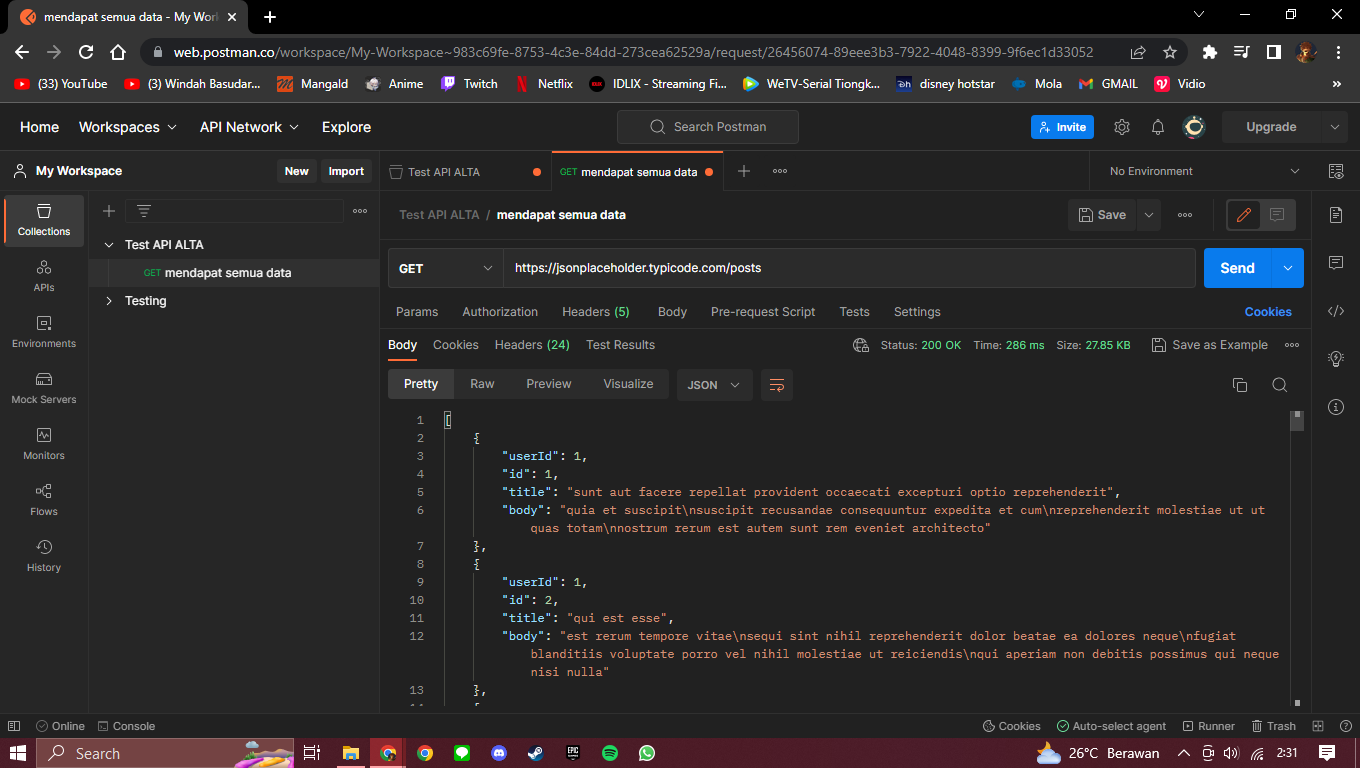 mendapat semua data - My Work
web.postman.co/workspace/My-Workspace~983c69fe-8753-4c3e-84dd-273cea62529a/request/26456074-89eee3b3-7922-4048-8399-9f6ec1d33052
(33) YouTube (3) Windah Basudar... Mangald Anime Twitch Netflix IDLIX - Streaming Fi... WeTV-Serial Tiongk... disney hotstar Mola GMAIL Vidio »
Home Workspaces API Network Explore Search Postman Invite Upgrade
My Workspace New Import Test API ALTA GET mendapat semua data No Environment
Collections
APIs
Environments
Mock Servers
Monitors
Flows
History
Test API ALTA
GET mendapat semua data
Testing
Test API ALTA / mendapat semua data Save
GET https://jsonplaceholder.typicode.com/posts Send
Params Authorization Headers (5) Body Pre-request Script Tests Settings Cookies
Body Cookies Headers (24) Test Results Status: 200 OK Time: 286 ms Size: 27.85 KB Save as Example
Pretty Raw Preview Visualize JSON
1 [
2 {
3 "userId": 1,
4 "id": 1,
5 "title": "sunt aut facere repellat provident occaecati excepturi optio reprehenderit",
6 "body": "quia et suscipit\nsuscipit recusandae consequuntur expedita et cum\nreprehenderit molestiae ut ut
quas totam\nnostrum rerum est autem sunt rem eveniet architecto"
7 },
8 {
9 "userId": 1,
10 "id": 2,
11 "title": "qui est esse",
12 "body": "est rerum tempore vitae\nsequi sint nihil reprehenderit dolor beatae ea dolores neque\nfugiat
blanditiis voluptate porro vel nihil molestiae ut reiciendis\nqui aperiam non debitis possimus qui neque
nisi nulla"
13 },
Online Console Cookies Auto-select agent Runner Trash
Search EPIC 26°C Berawan 2:31